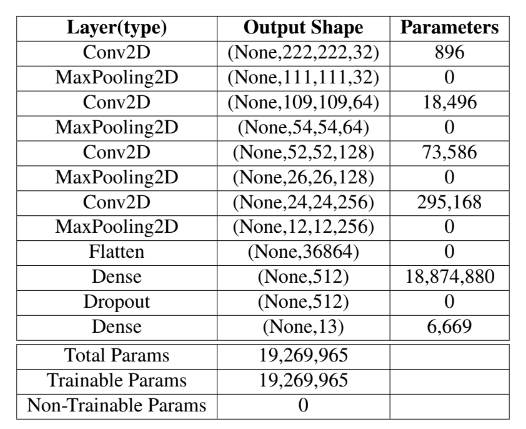 Layer(type) Output Shape Parameters
Conv2D (None,222,222,32) 896
MaxPooling2D (None,111,111,32) 0
Conv2D (None,109,109,64) 18,496
MaxPooling2D (None,54,54,64) 0
Conv2D (None,52,52,128) 73,586
MaxPooling2D (None,26,26,128) 0
Conv2D (None,24,24,256) 295,168
MaxPooling2D (None,12,12,256) 0
Flatten (None,36864) 0
Dense (None,512) 18,874,880
Dropout (None,512) 0
Dense (None,13) 6,669
Total Params 19,269,965
Trainable Params 19,269,965
Non-Trainable Params 0